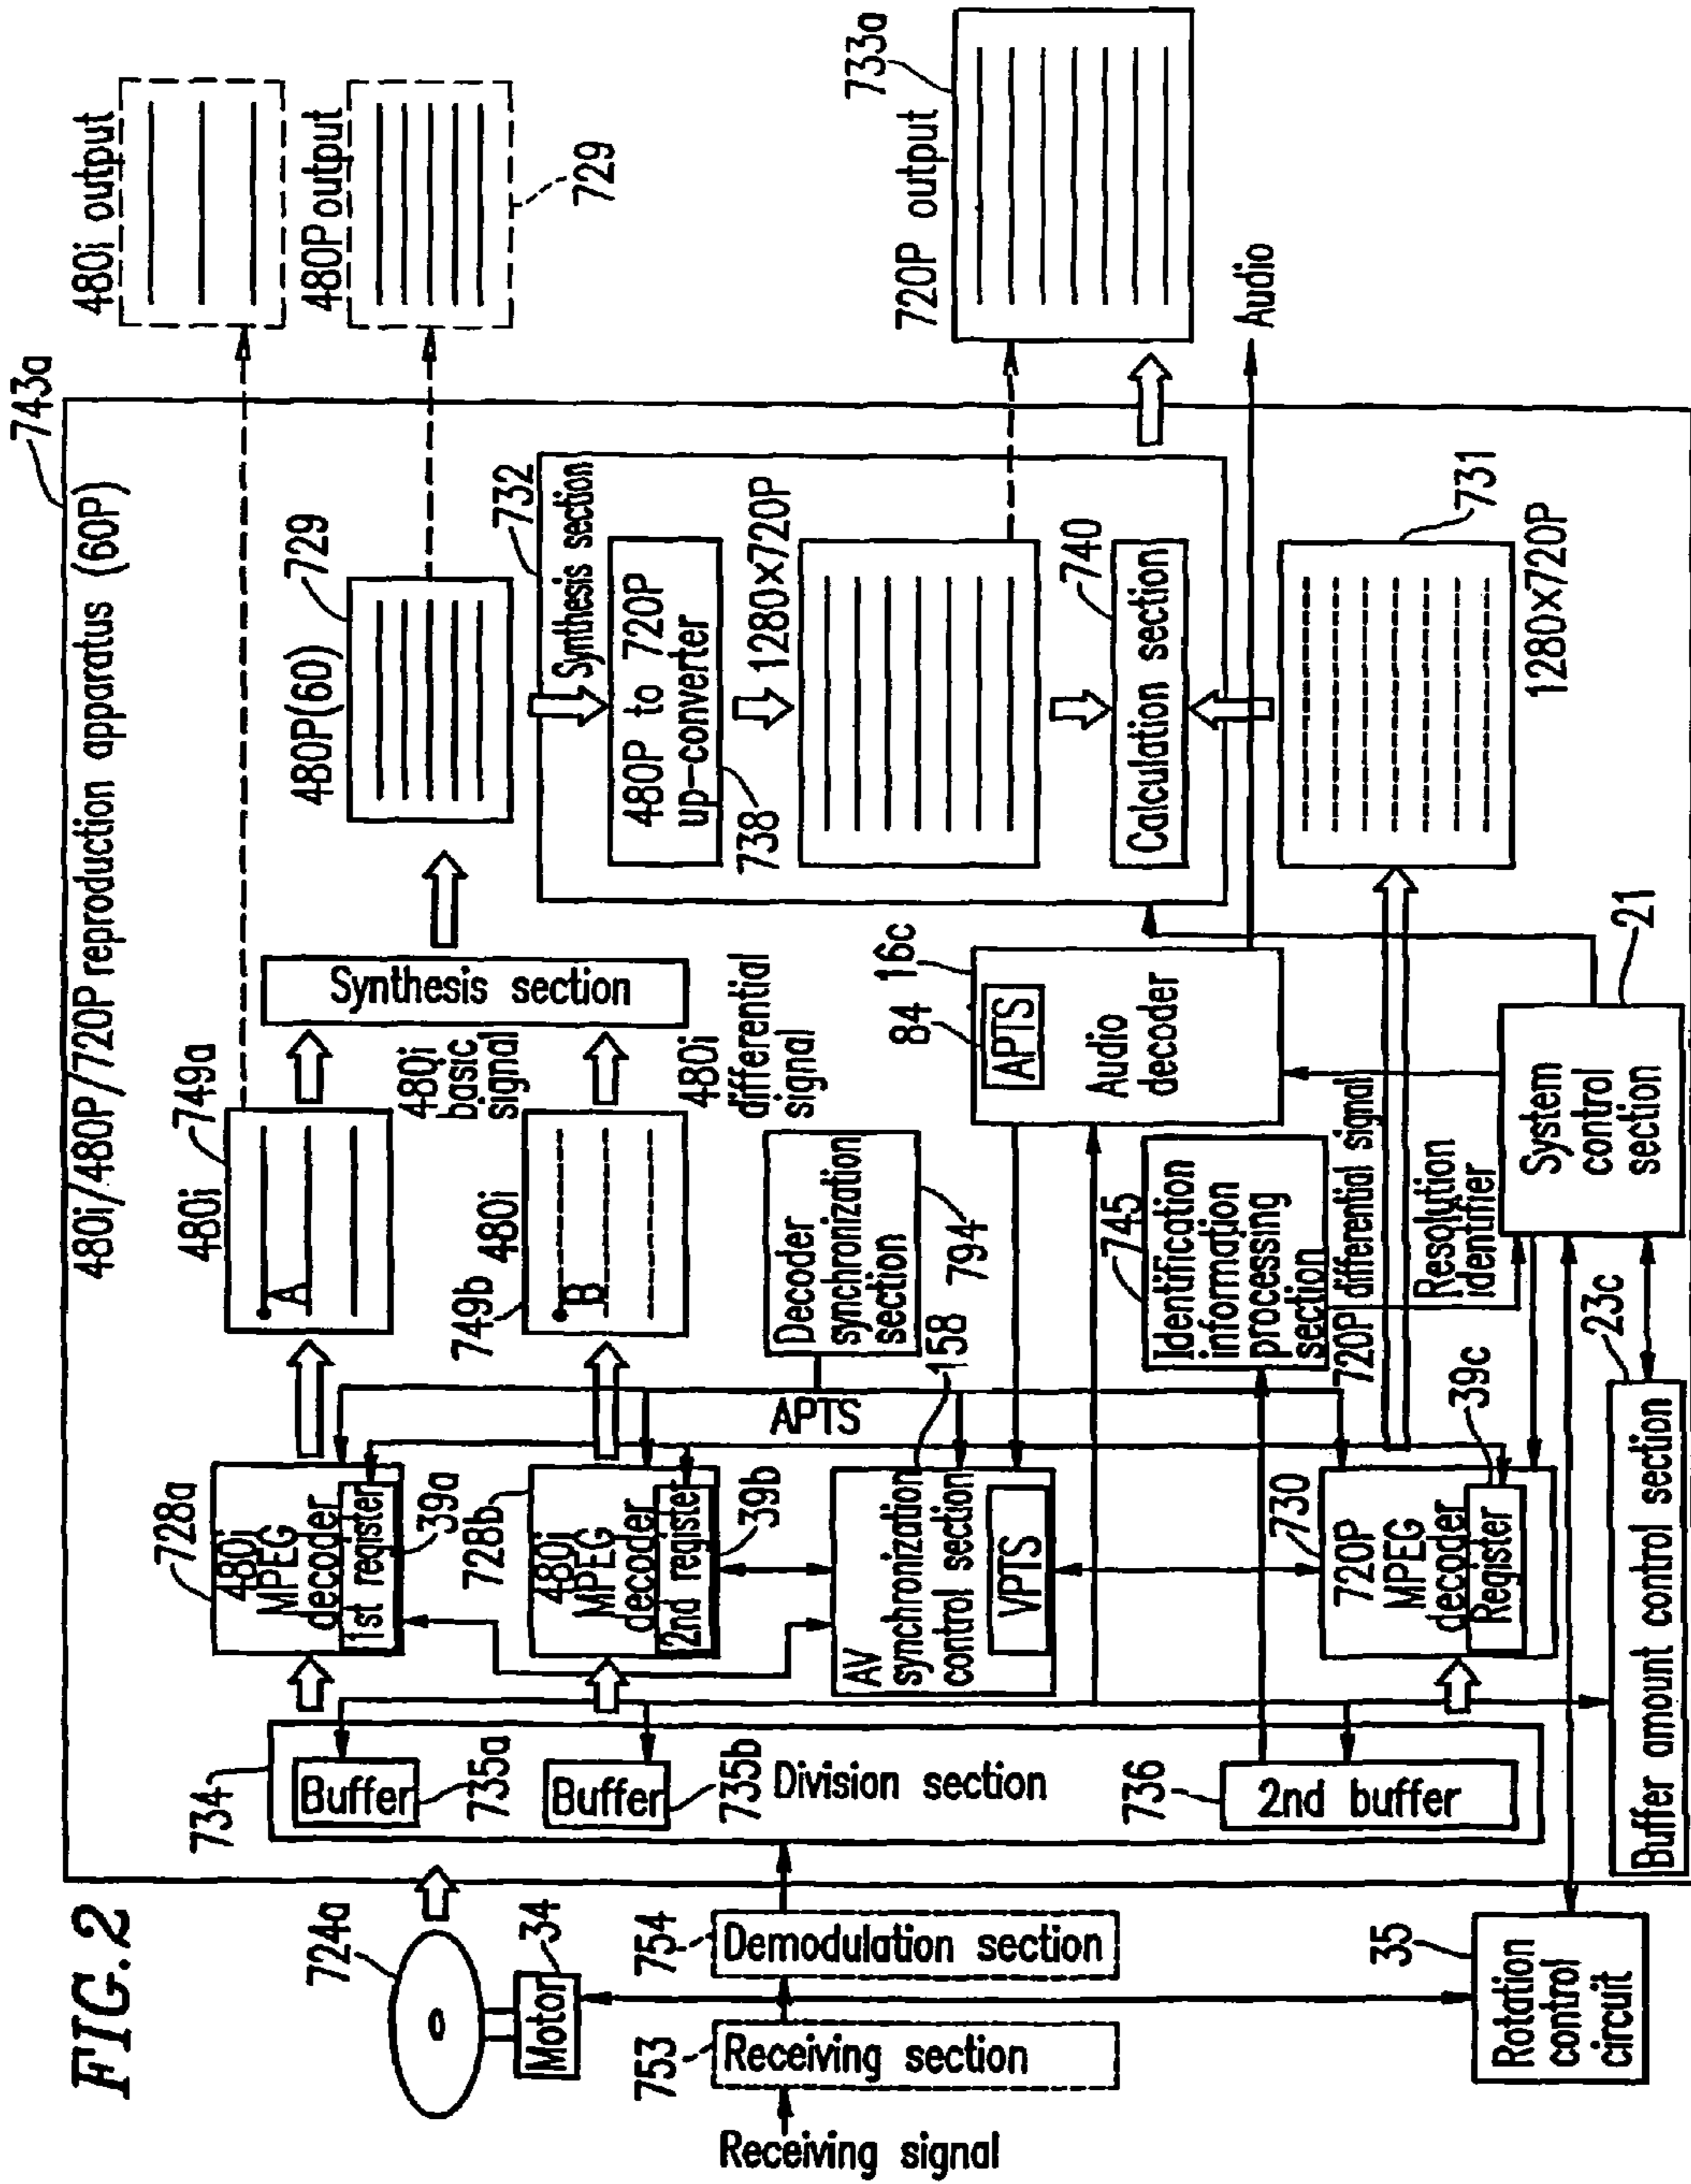 FIG.2
480i/480P/720P reproduction apparatus (60P)
743a
724a
34
Motor
753
Receiving section
Receiving signal
754
Demodulation section
35
Rotation
control
circuit
734
Buffer
735a
Buffer
735b
Division section
736
2nd buffer
728a
480i
MPEG
decoder
1st register
39a
728b
480i
MPEG
decoder
2nd register
39b
APTS
AV
synchronization
control section
VPTS
158
730
720P
MPEG
decoder
Register
39c
Buffer amount control section
23c
480i
749a
A
480i
basic
signal
749b
480i
B
480i
differential
signal
Decoder
synchronization
section
794
745
Identification
information
processing
section
720P differential signal
Resolution
identifier
System
control
section
21
Synthesis section
84
16c
APTS
Audio
decoder
480P(60)
729
732
Synthesis section
480P to 720P
up-converter
738
1280×720P
740
Calculation section
731
1280×720P
480i output
480P output
729
720P output
733a
Audio